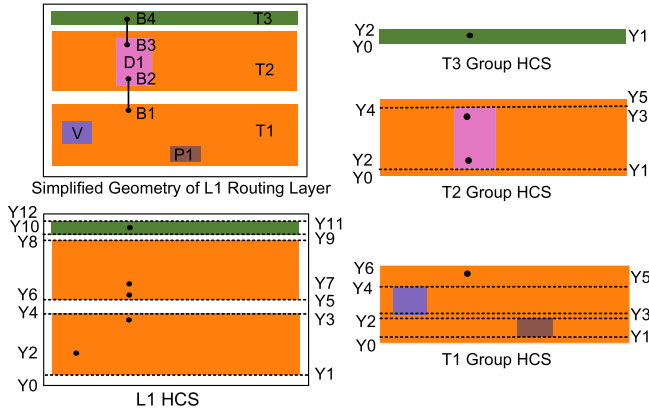 B4
T3
B3
D1
T2
B2
B1
V
T1
P1
Simplified Geometry of L1 Routing Layer
Y2
Y0
Y1
T3 Group HCS
Y5
Y4
Y3
Y2
Y0
Y1
T2 Group HCS
Y12
Y10
Y11
Y8
Y9
Y7
Y6
Y5
Y4
Y3
Y2
Y0
Y1
L1 HCS
Y6
Y5
Y4
Y3
Y2
Y1
Y0
T1 Group HCS